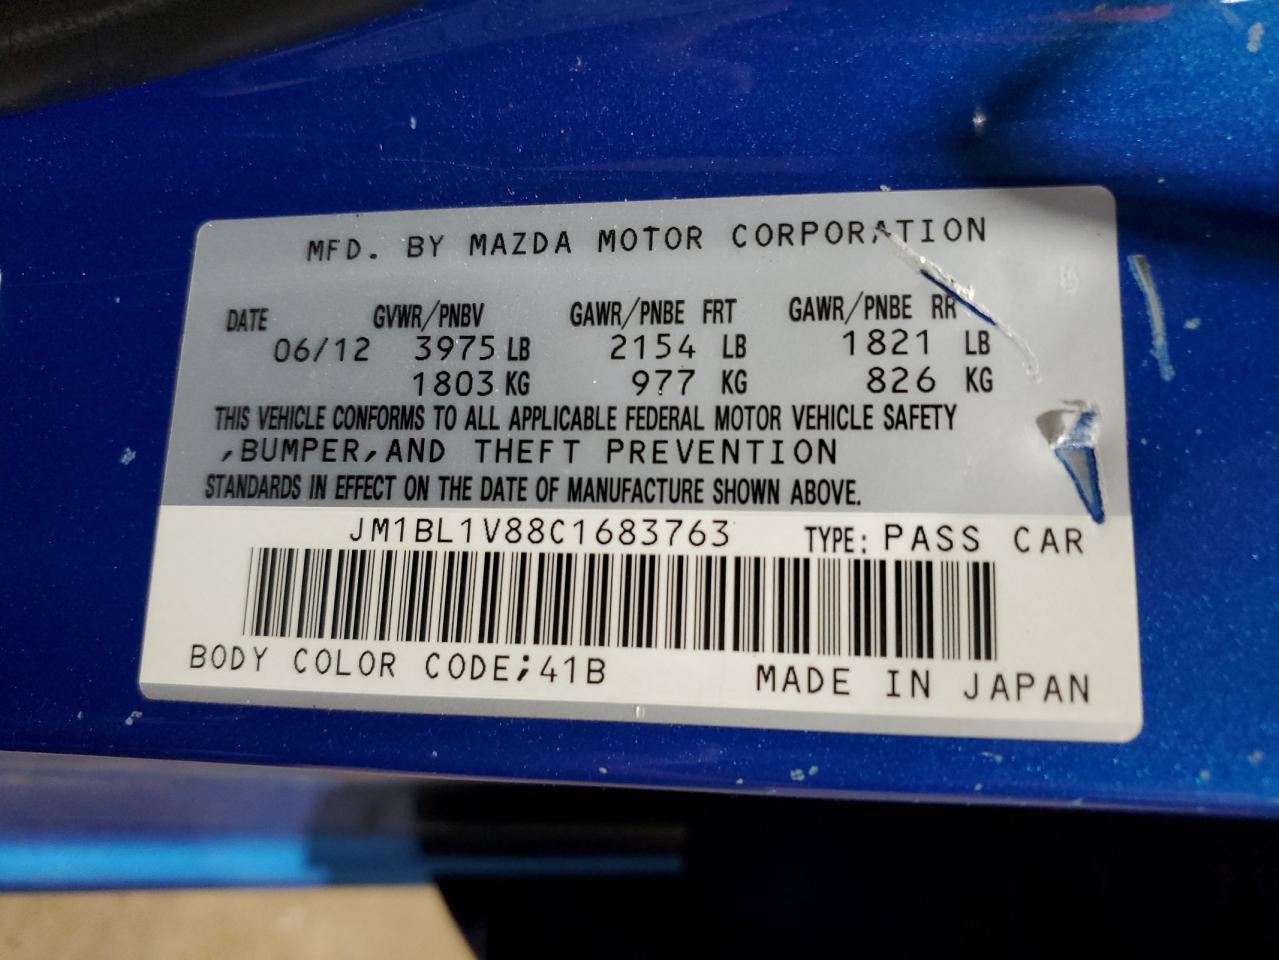 MFD. BY MAZDA MOTOR CORPORATION
DATE GVWR/PNBV GAWR/PNBE FRT GAWR/PNBE RR
06/12 3975 LB 2154 LB 1821 LB
1803 KG 977 KG 826 KG
THIS VEHICLE CONFORMS TO ALL APPLICABLE FEDERAL MOTOR VEHICLE SAFETY
,BUMPER,AND THEFT PREVENTION
STANDARDS IN EFFECT ON THE DATE OF MANUFACTURE SHOWN ABOVE.
JM1BL1V88C1683763 TYPE: PASS CAR
BODY COLOR CODE;41B MADE IN JAPAN